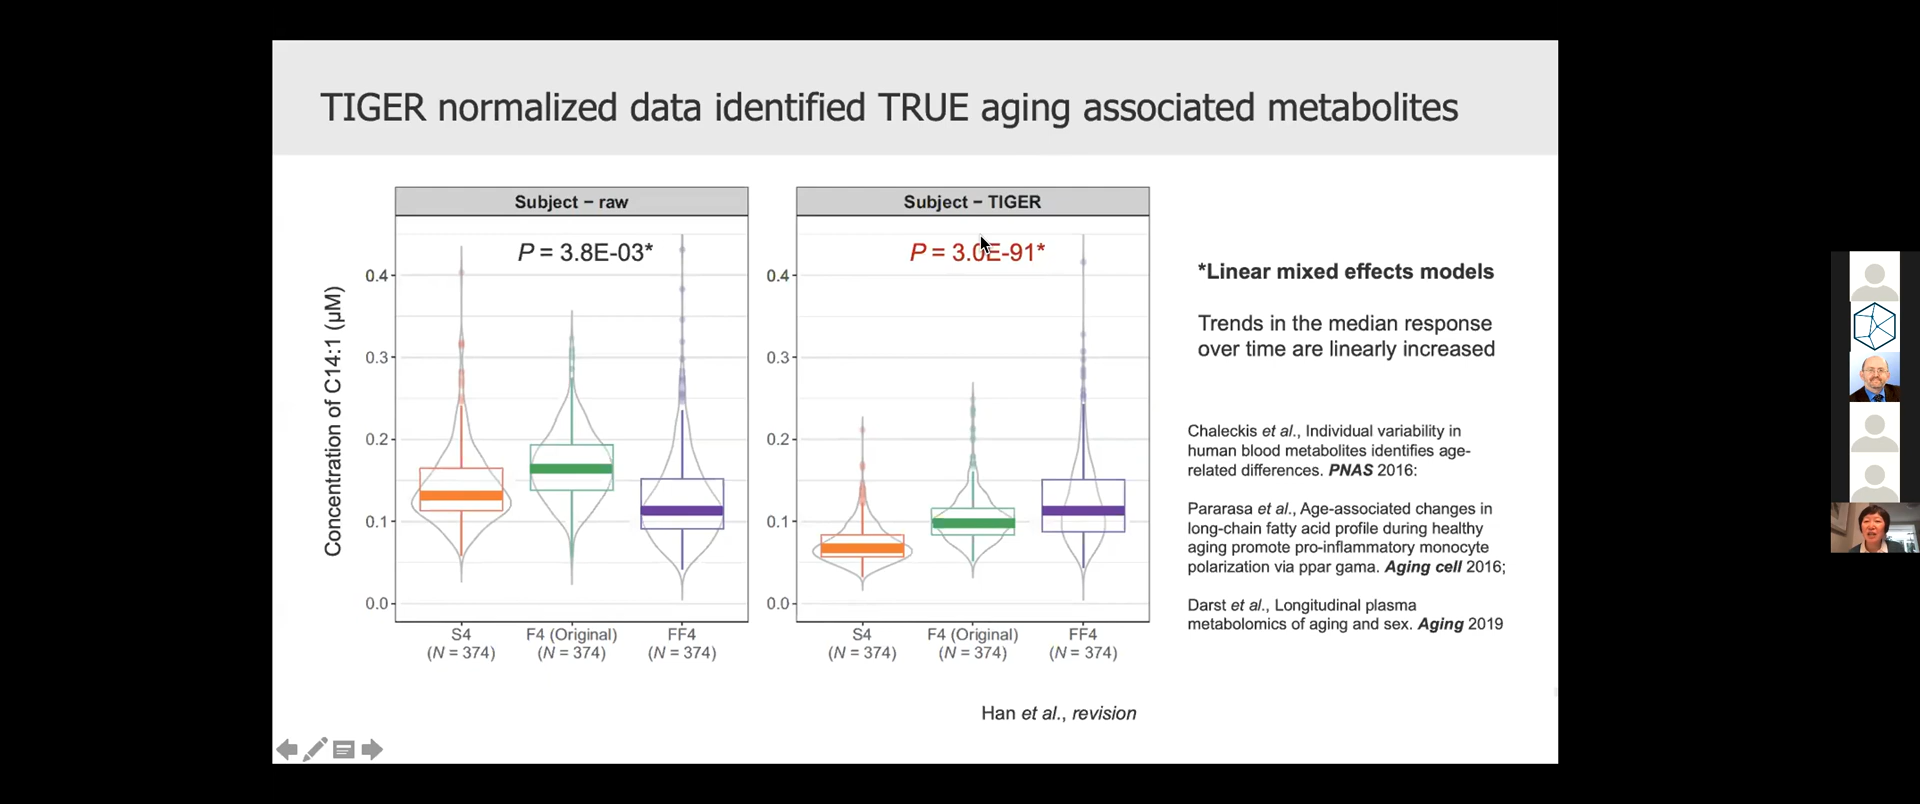 TIGER normalized data identified TRUE aging associated metabolites
Subject − raw
P = 3.8E-03*
Concentration of C14:1 (µM)
0.4
0.3
0.2
0.1
0.0
S4
(N = 374)
F4 (Original)
(N = 374)
FF4
(N = 374)
Subject − TIGER
P = 3.0E-91*
0.4
0.3
0.2
0.1
0.0
S4
(N = 374)
F4 (Original)
(N = 374)
FF4
(N = 374)
*Linear mixed effects models
Trends in the median response
over time are linearly increased
Chaleckis et al., Individual variability in
human blood metabolites identifies age-
related differences. PNAS 2016:
Pararasa et al., Age-associated changes in
long-chain fatty acid profile during healthy
aging promote pro-inflammatory monocyte
polarization via ppar gama. Aging cell 2016;
Darst et al., Longitudinal plasma
metabolomics of aging and sex. Aging 2019
Han et al., revision